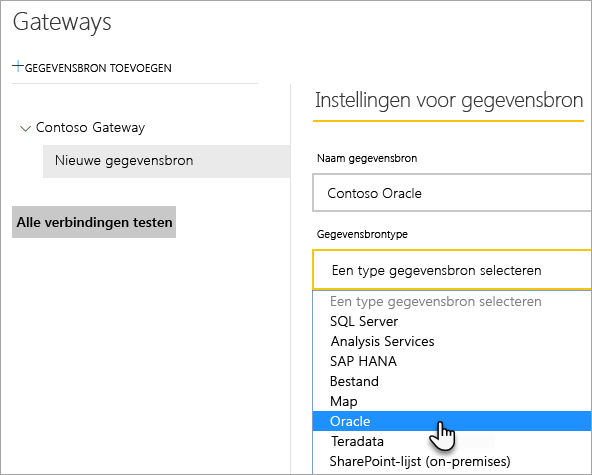 Gateways
+GEGEVENSBRON TOEVOEGEN
Contoso Gateway
Nieuwe gegevensbron
Alle verbindingen testen
Instellingen voor gegevensbron
Naam gegevensbron
Contoso Oracle
Gegevensbrontype
Een type gegevensbron selecteren
Een type gegevensbron selecteren
SQL Server
Analysis Services
SAP HANA
Bestand
Map
Oracle
Teradata
SharePoint-lijst (on-premises)